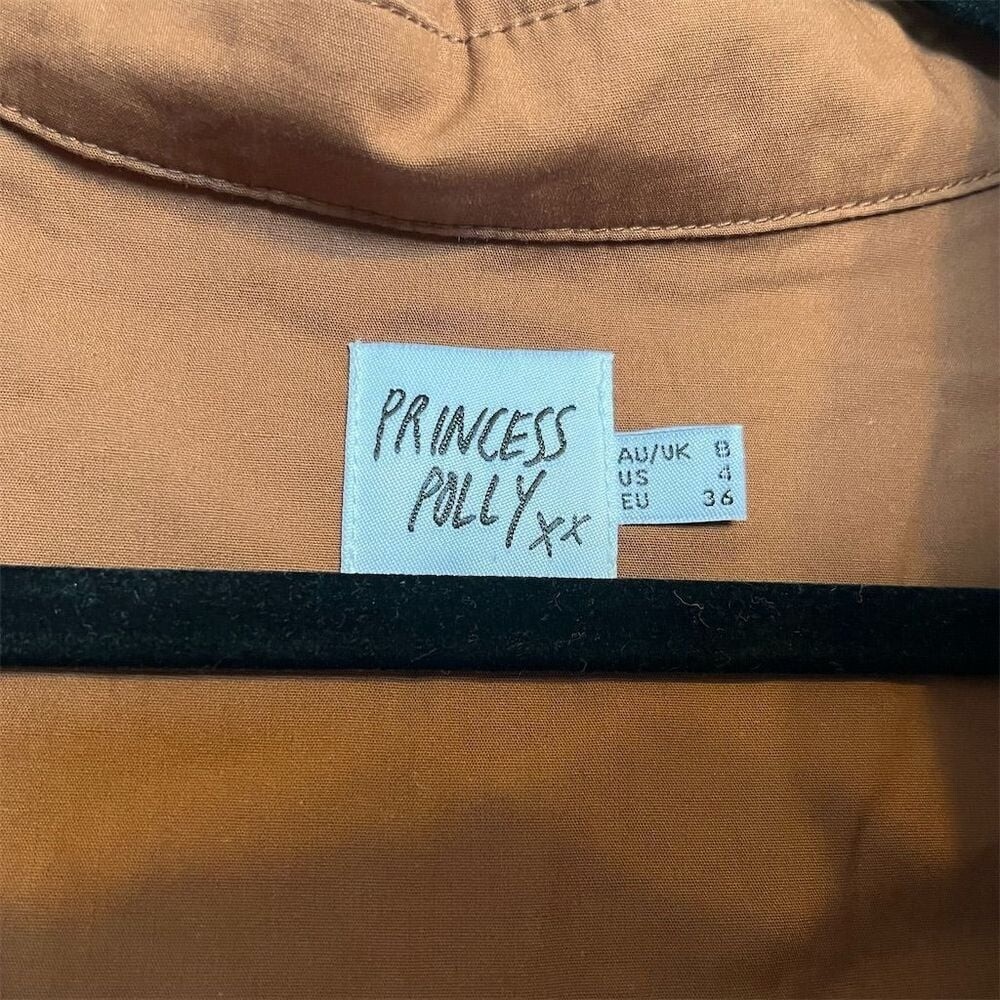 PRINCESS
POLLY xx
AU/UK 8
US 4
EU 36